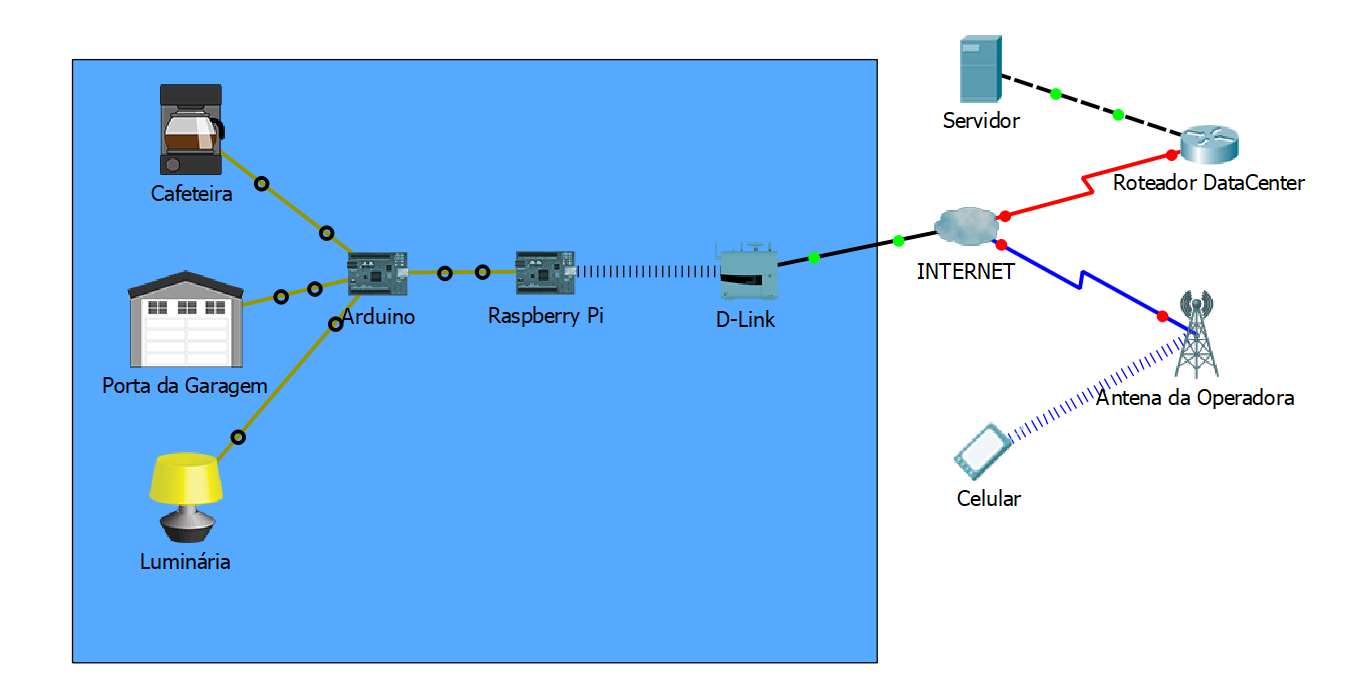 Servidor
Cafeteira
Roteador DataCenter
INTERNET
Arduino
Raspberry Pi
D-Link
Porta da Garagem
Antena da Operadora
Celular
Luminária